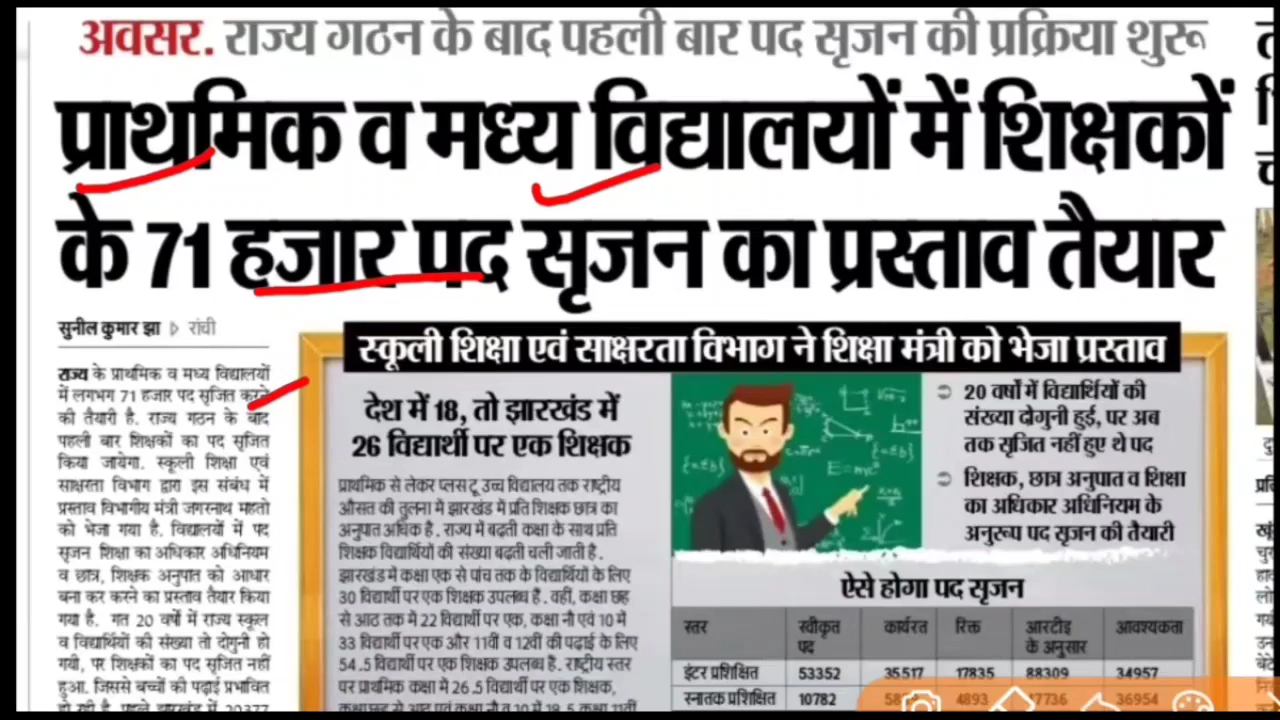 अवसर. राज्य गठन के बाद पहली बार पद सृजन की प्रक्रिया शुरू
प्राथमिक व मध्य विद्यालयों में शिक्षकों
के 71 हजार पद सृजन का प्रस्ताव तैयार
सुनील कुमार झा ▷ रांची
राज्य के प्राथमिक व मध्य विद्यालयों
में लगभग 71 हजार पद सृजित करने
की तैयारी है. राज्य गठन के बाद
पहली बार शिक्षकों का पद सृजित
किया जायेगा. स्कूली शिक्षा एवं
साक्षरता विभाग द्वारा इस संबंध में
प्रस्ताव विभागीय मंत्री जगरनाथ महतो
को भेजा गया है. विद्यालयों में पद
सृजन शिक्षा का अधिकार अधिनियम
व छात्र, शिक्षक अनुपात को आधार
बना कर करने का प्रस्ताव तैयार किया
गया है. गत 20 वर्षों में राज्य स्कूल
व विद्यार्थियों की संख्या तो दोगुनी हो
गयी, पर शिक्षकों का पद सृजित नहीं
हुआ. जिससे बच्चों की पढ़ाई प्रभावित
स्कूली शिक्षा एवं साक्षरता विभाग ने शिक्षा मंत्री को भेजा प्रस्ताव
देश में 18, तो झारखंड में
26 विद्यार्थी पर एक शिक्षक
प्राथमिक से लेकर प्लस टू उच्च विद्यालय तक राष्ट्रीय
औसत की तुलना में झारखंड में प्रति शिक्षक छात्र का
अनुपात अधिक है. राज्य में बढ़ती कक्षा के साथ प्रति
शिक्षक विद्यार्थियों की संख्या बढ़ती चली जाती है.
झारखंड में कक्षा एक से पांच तक के विद्यार्थियों के लिए
30 विद्यार्थी पर एक शिक्षक उपलब्ध है. वहीं, कक्षा छह
से आठ तक में 22 विद्यार्थी पर एक, कक्षा नौ एवं 10 में
33 विद्यार्थी पर एक और 11वीं व 12वीं की पढ़ाई के लिए
54.5 विद्यार्थी पर एक शिक्षक उपलब्ध है. राष्ट्रीय स्तर
पर प्राथमिक कक्षा में 26.5 विद्यार्थी पर एक शिक्षक,
20 वर्षों में विद्यार्थियों की
संख्या दोगुनी हुई, पर अब
तक सृजित नहीं हुए थे पद
शिक्षक, छात्र अनुपात व शिक्षा
का अधिकार अधिनियम के
अनुरूप पद सृजन की तैयारी
ऐसे होगा पद सृजन
स्तर स्वीकृत पद कार्यरत रिक्त आरटीइ के अनुसार आवश्यकता
इंटर प्रशिक्षित 53352 35517 17835 88309 34957
स्नातक प्रशिक्षित 10782 4893 36954